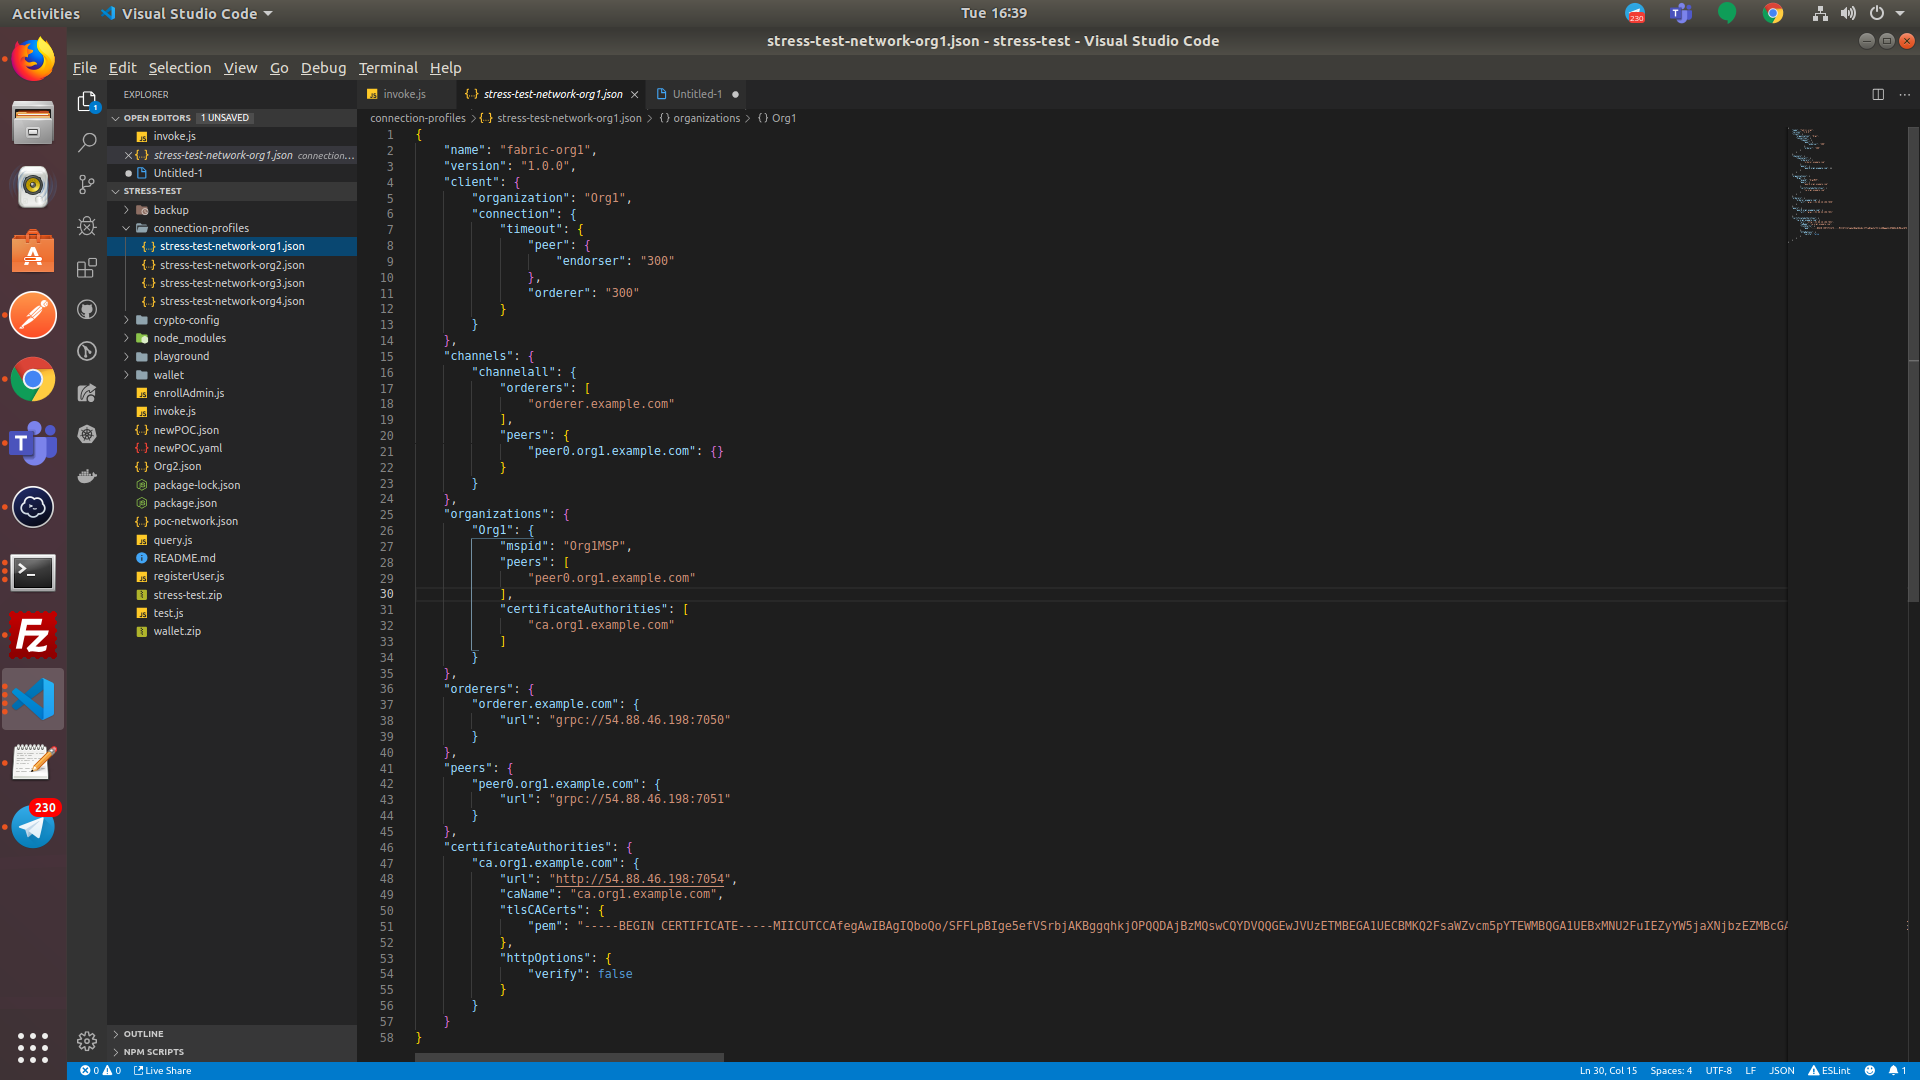 Activities
Visual Studio Code
Tue 16:39
230
stress-test-network-org1.json - stress-test - Visual Studio Code
File Edit Selection View Go Debug Terminal Help
EXPLORER
OPEN EDITORS 1 UNSAVED
invoke.js
stress-test-network-org1.json connection...
Untitled-1
STRESS-TEST
backup
connection-profiles
stress-test-network-org1.json
stress-test-network-org2.json
stress-test-network-org3.json
stress-test-network-org4.json
crypto-config
node_modules
playground
wallet
enrollAdmin.js
invoke.js
newPOC.json
newPOC.yaml
Org2.json
package-lock.json
package.json
poc-network.json
query.js
README.md
registerUser.js
stress-test.zip
test.js
wallet.zip
OUTLINE
NPM SCRIPTS
invoke.js
stress-test-network-org1.json
Untitled-1
connection-profiles > {..} stress-test-network-org1.json > {} organizations > {} Org1
1 {
2 "name": "fabric-org1",
3 "version": "1.0.0",
4 "client": {
5 "organization": "Org1",
6 "connection": {
7 "timeout": {
8 "peer": {
9 "endorser": "300"
10 },
11 "orderer": "300"
12 }
13 }
14 },
15 "channels": {
16 "channelall": {
17 "orderers": [
18 "orderer.example.com"
19 ],
20 "peers": {
21 "peer0.org1.example.com": {}
22 }
23 }
24 },
25 "organizations": {
26 "Org1": {
27 "mspid": "Org1MSP",
28 "peers": [
29 "peer0.org1.example.com"
30 ],
31 "certificateAuthorities": [
32 "ca.org1.example.com"
33 ]
34 }
35 },
36 "orderers": {
37 "orderer.example.com": {
38 "url": "grpc://54.88.46.198:7050"
39 }
40 },
41 "peers": {
42 "peer0.org1.example.com": {
43 "url": "grpc://54.88.46.198:7051"
44 }
45 },
46 "certificateAuthorities": {
47 "ca.org1.example.com": {
48 "url": "http://54.88.46.198:7054",
49 "caName": "ca.org1.example.com",
50 "tlsCACerts": {
51 "pem": "-----BEGIN CERTIFICATE-----MIICUTCCAfegAwIBAgIQboQo/SFFLpBIge5efVSrbjAKBggqhkjOPQQDAjBzMQswCQYDVQQGEwJVUzETMBEGA1UECBMKQ2FsaWZvcm5pYTEWMBQGA1UEBxMNU2FuIEZyYW5jaXNjbzEZMBcGA
52 },
53 "httpOptions": {
54 "verify": false
55 }
56 }
57 }
58 }
230
0 0 Live Share
Ln 30, Col 15 Spaces: 4 UTF-8 LF JSON ESLint 1